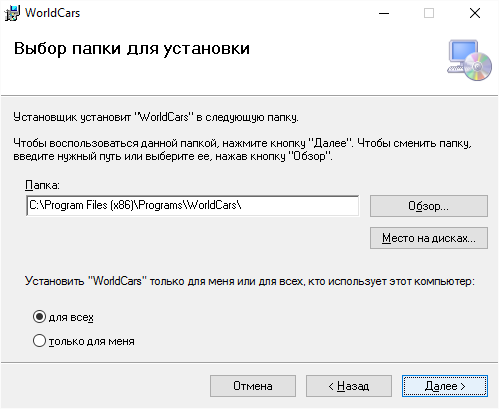 WorldCars
Выбор папки для установки
Установщик установит "WorldCars" в следующую папку.
Чтобы воспользоваться данной папкой, нажмите кнопку "Далее". Чтобы сменить папку,
введите нужный путь или выберите ее, нажав кнопку "Обзор".
Папка:
C:\Program Files (x86)\Programs\WorldCars\
Обзор...
Место на дисках...
Установить "WorldCars" только для меня или для всех, кто использует этот компьютер:
для всех
только для меня
Отмена
< Назад
Далее >